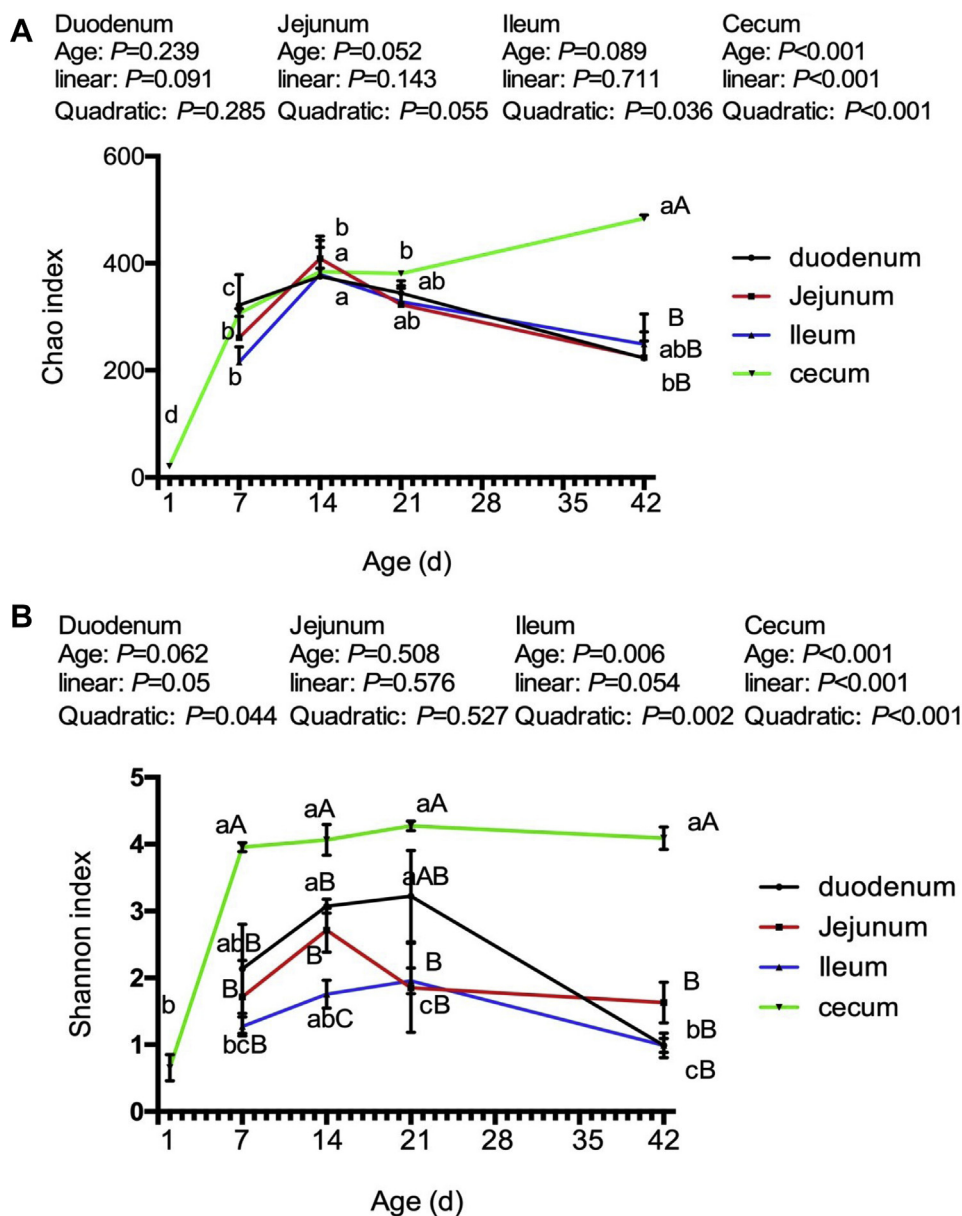 A
Duodenum Jejunum Ileum Cecum
Age: P=0.239 Age: P=0.052 Age: P=0.089 Age: P<0.001
linear: P=0.091 linear: P=0.143 linear: P=0.711 linear: P<0.001
Quadratic: P=0.285 Quadratic: P=0.055 Quadratic: P=0.036 Quadratic: P<0.001
600
400
200
0
Chao index
d
c
b
b
b
a
a
b
ab
ab
aA
B
abB
bB
duodenum
Jejunum
Ileum
cecum
1 7 14 21 28 35 42
Age (d)
B
Duodenum Jejunum Ileum Cecum
Age: P=0.062 Age: P=0.508 Age: P=0.006 Age: P<0.001
linear: P=0.05 linear: P=0.576 linear: P=0.054 linear: P<0.001
Quadratic: P=0.044 Quadratic: P=0.527 Quadratic: P=0.002 Quadratic: P<0.001
5
4
3
2
1
0
Shannon index
b
aA
abB
B
bcB
aA
aB
B
abC
aA
aAB
B
cB
aA
B
bB
cB
duodenum
Jejunum
Ileum
cecum
1 7 14 21 28 35 42
Age (d)